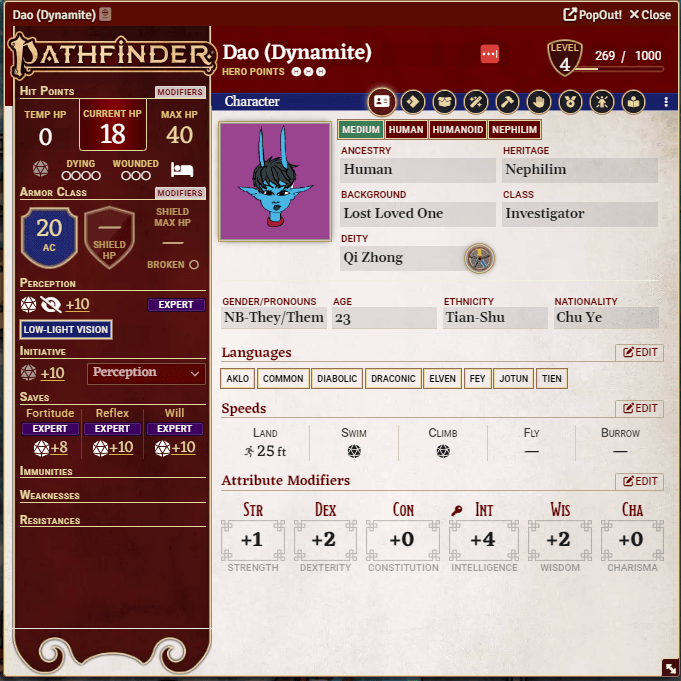 Dao (Dynamite)
PopOut! Close
PATHFINDER
Dao (Dynamite)
HERO POINTS
LEVEL
4
269 / 1000
HIT POINTS
MODIFIERS
TEMP HP
0
CURRENT HP
18
MAX HP
40
DYING
WOUNDED
ARMOR CLASS
MODIFIERS
20
AC
—
SHIELD
HP
SHIELD
MAX HP
—
BROKEN
PERCEPTION
+10
EXPERT
LOW-LIGHT VISION
INITIATIVE
+10
Perception
SAVES
Fortitude Reflex Will
EXPERT EXPERT EXPERT
+8 +10 +10
IMMUNITIES
WEAKNESSES
RESISTANCES
Character
MEDIUM HUMAN HUMANOID NEPHILIM
ANCESTRY HERITAGE
Human Nephilim
BACKGROUND CLASS
Lost Loved One Investigator
DEITY
Qi Zhong
GENDER/PRONOUNS AGE ETHNICITY NATIONALITY
NB-They/Them 23 Tian-Shu Chu Ye
Languages EDIT
AKLO COMMON DIABOLIC DRACONIC ELVEN FEY JOTUN TIEN
Speeds EDIT
LAND SWIM CLIMB FLY BURROW
25 ft — —
Attribute Modifiers EDIT
STR DEX CON INT WIS CHA
+1 +2 +0 +4 +2 +0
STRENGTH DEXTERITY CONSTITUTION INTELLIGENCE WISDOM CHARISMA